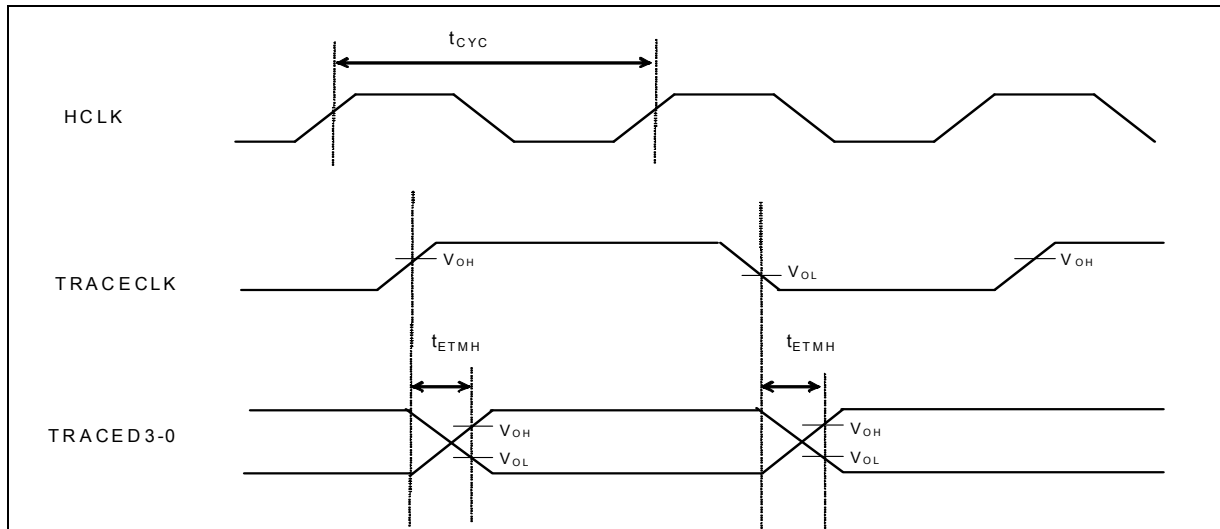 tCYC
HCLK
VOH
VOL
VOH
TRACECLK
tETMH
tETMH
TRACED3-0
VOH
VOL
VOH
VOL